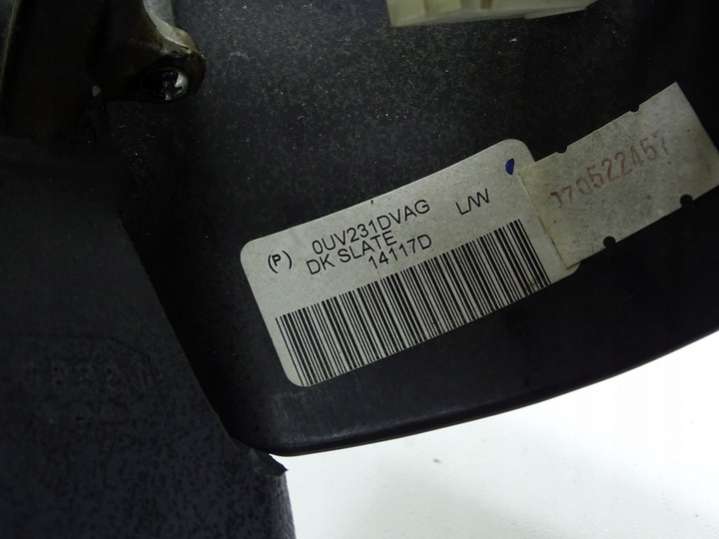 (P) 0UV231DVAG L/W
DK SLATE
14117D
170522457